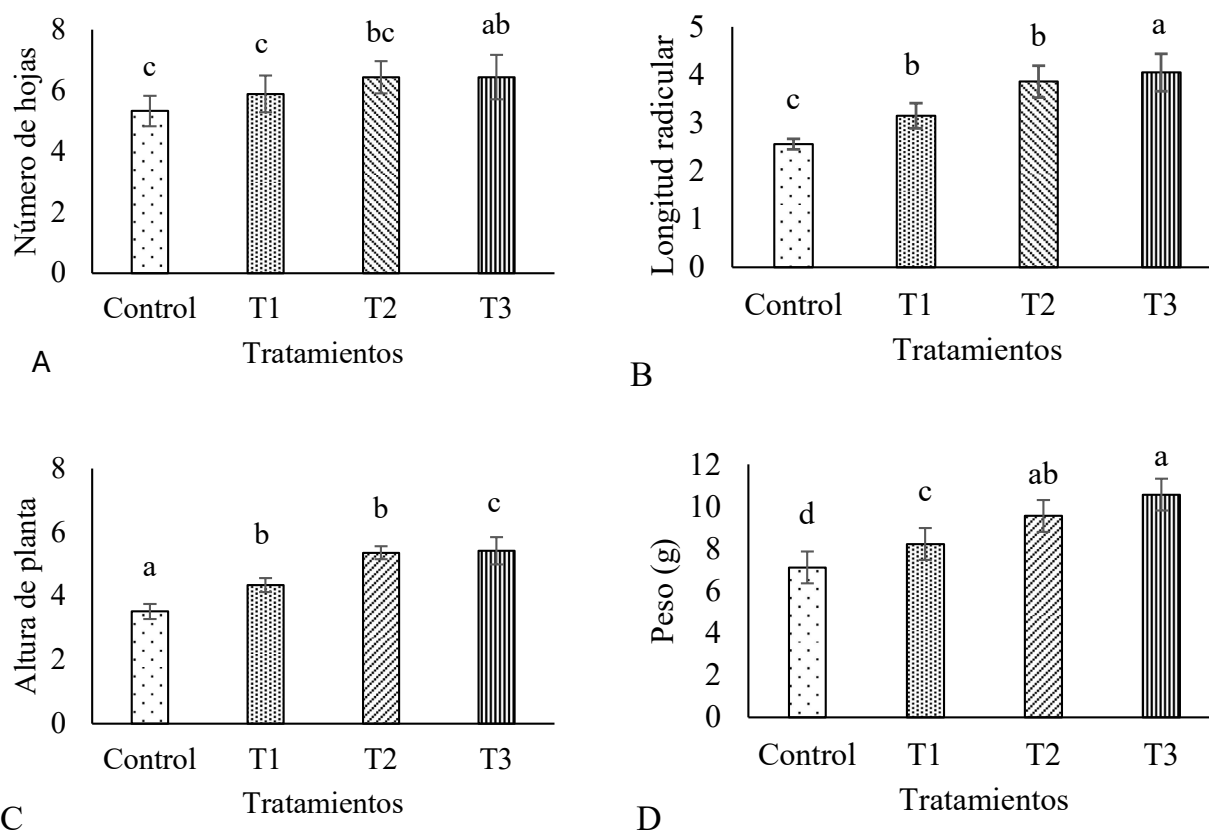 Número de hojas
8
6
4
2
0
c
c
bc
ab
Control T1 T2 T3
Tratamientos
A
Longitud radicular
5
4
3
2
1
0
c
b
b
a
Control T1 T2 T3
Tratamientos
B
Altura de planta
8
6
4
2
0
a
b
b
c
Control T1 T2 T3
Tratamientos
C
Peso (g)
12
10
8
6
4
2
0
d
c
ab
a
Control T1 T2 T3
Tratamientos
D